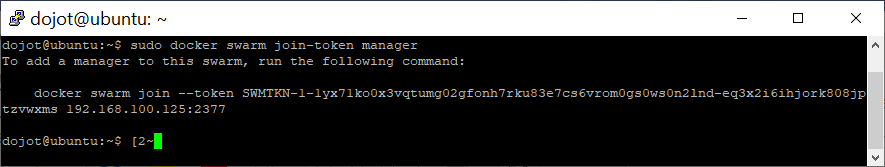 dojot@ubuntu: ~
dojot@ubuntu:~$ sudo docker swarm join-token manager
To add a manager to this swarm, run the following command:
docker swarm join --token SWMTKN-1-1yx71ko0x3vqtumg02gfonh7rku83e7cs6vrom0gs0ws0n2lnd-eq3x2i6ihjork808jp
tzvwxms 192.168.100.125:2377
dojot@ubuntu:~$ [2~